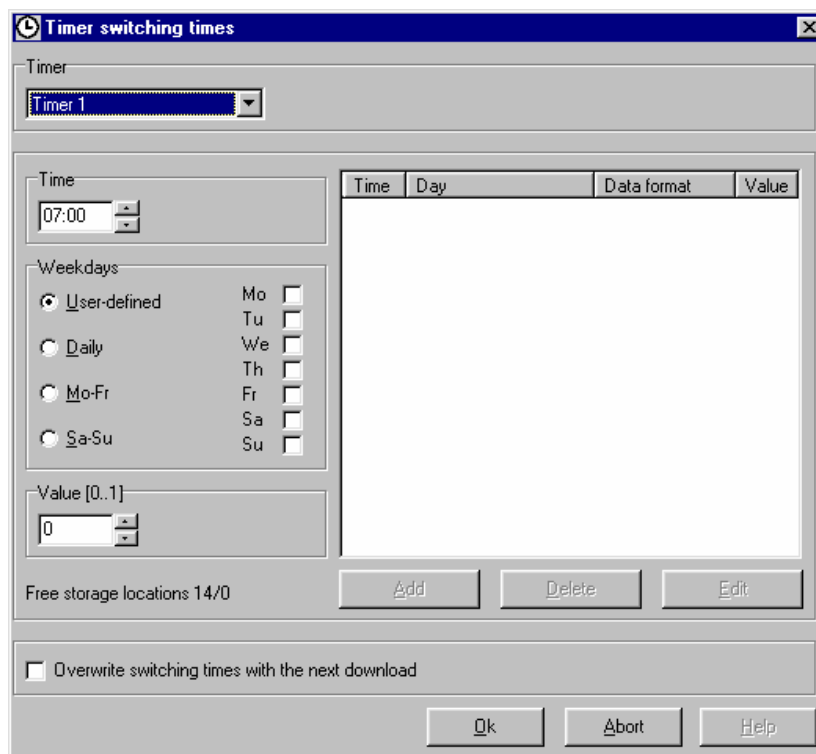 Timer switching times
Timer
Timer 1
Time
07:00
Weekdays
User-defined
Daily
Mo-Fr
Sa-Su
Mo
Tu
We
Th
Fr
Sa
Su
Value [0..1]
0
Free storage locations 14/0
Time Day Data format Value
Add Delete Edit
Overwrite switching times with the next download
Ok Abort Help